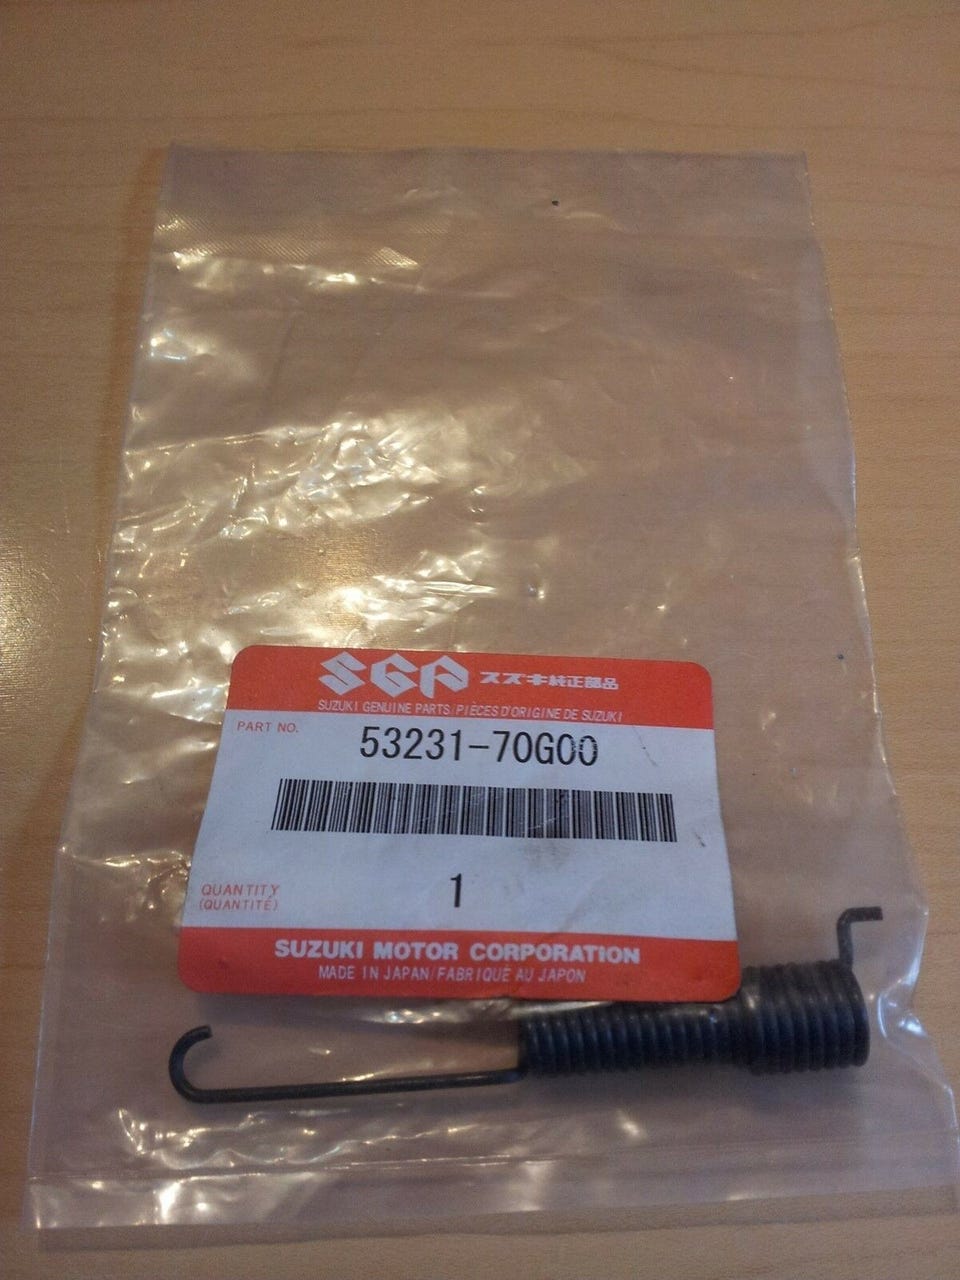 SGP スズキ純正部品
SUZUKI GENUINE PARTS/PIÈCES D'ORIGINE DE SUZUKI
PART NO.
53231-70G00
QUANTITY
(QUANTITÉ)
1
SUZUKI MOTOR CORPORATION
MADE IN JAPAN/FABRIQUE AU JAPON